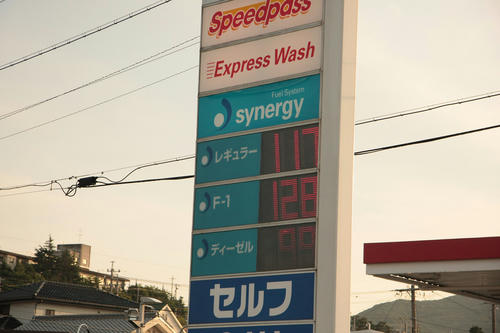 Speedpass
Express Wash
Fuel System
synergy
レギュラー 117
F-1 128
ディーゼル 99
セルフ